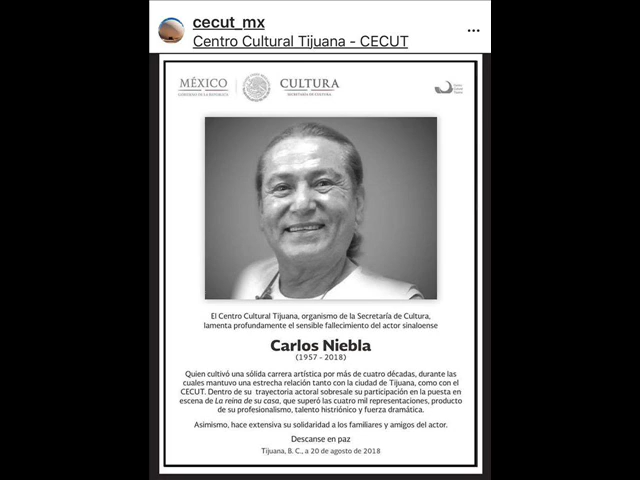 cecut_mx
Centro Cultural Tijuana - CECUT
MÉXICO
GOBIERNO DE LA REPÚBLICA
CULTURA
SECRETARÍA DE CULTURA
El Centro Cultural Tijuana, organismo de la Secretaría de Cultura,
lamenta profundamente el sensible fallecimiento del actor sinaloense
Carlos Niebla
(1957 - 2018)
Quien cultivó una sólida carrera artística por más de cuatro décadas, durante las
cuales mantuvo una estrecha relación tanto con la ciudad de Tijuana, como con el
CECUT. Dentro de su trayectoria actoral sobresale su participación en la puesta en
escena de La reina de su casa, que superó las cuatro mil representaciones, producto
de su profesionalismo, talento histriónico y fuerza dramática.
Asimismo, hace extensiva su solidaridad a los familiares y amigos del actor.
Descanse en paz
Tijuana, B. C., a 20 de agosto de 2018